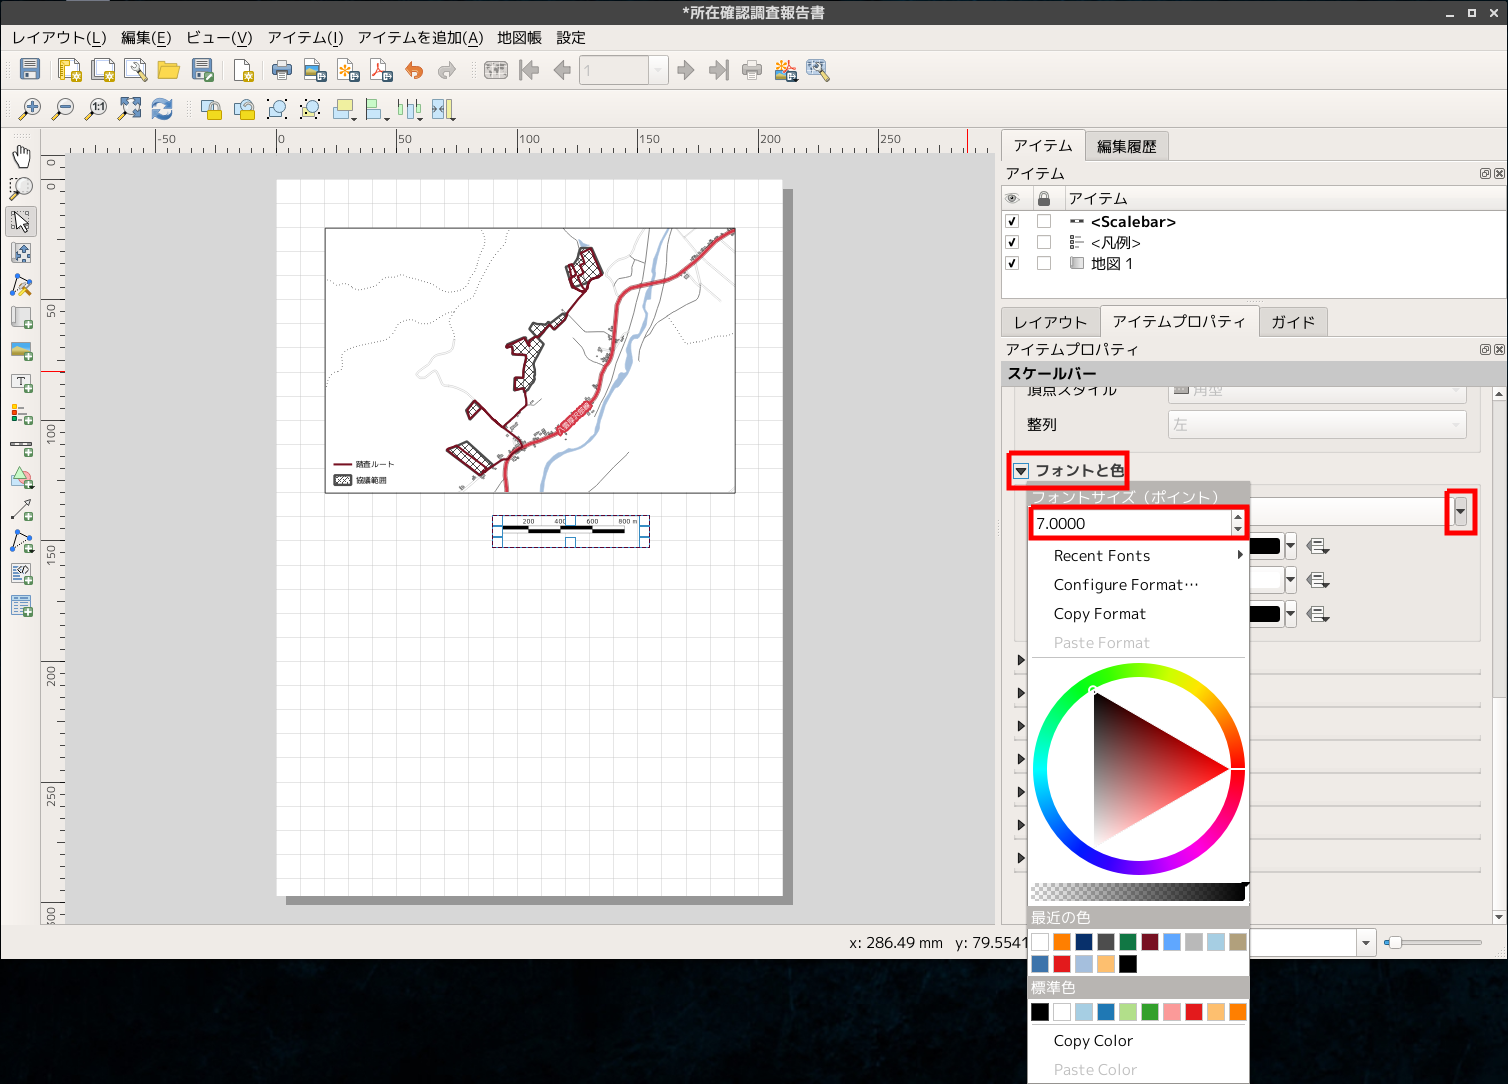 *所在確認調査報告書
レイアウト(L) 編集(E) ビュー(V) アイテム(I) アイテムを追加(A) 地図帳 設定
1
1:1
-50 0 50 100 150 200 250
0
0
50
100
150
200
250
300
調査ルート
協議範囲
200 400 600 800 m
アイテム 編集履歴
アイテム
アイテム
<Scalebar>
<凡例>
地図 1
レイアウト アイテムプロパティ ガイド
アイテムプロパティ
スケールバー
頂点スタイル 角型
整列 左
フォントと色
フォントサイズ（ポイント）
7.0000
Recent Fonts
Configure Format…
Copy Format
Paste Format
最近の色
標準色
Copy Color
Paste Color
x: 286.49 mm y: 79.5541